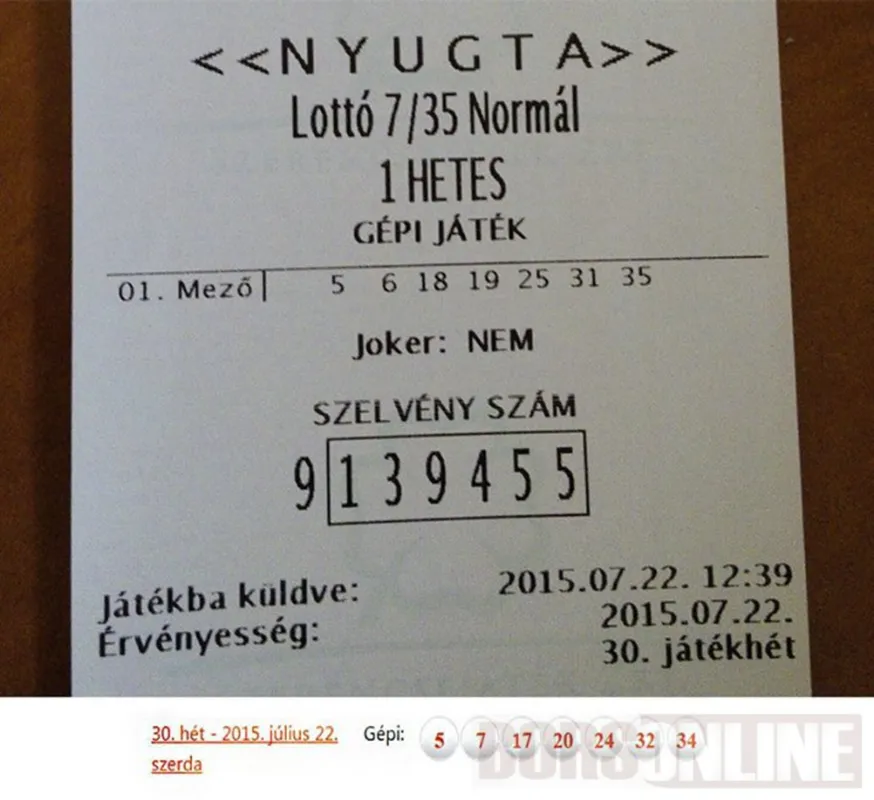 <<NYUGTA>>
Lottó 7/35 Normál
1 HETES
GÉPI JÁTÉK
01. Mező| 5 6 18 19 25 31 35
Joker: NEM
SZELVÉNY SZÁM
9 139455
Játékba küldve: 2015.07.22. 12:39
Érvényesség: 2015.07.22.
30. játékhét
30. hét - 2015. július 22. Gépi: 5 7 17 20 24 32 34
szerda
BORSONLINE